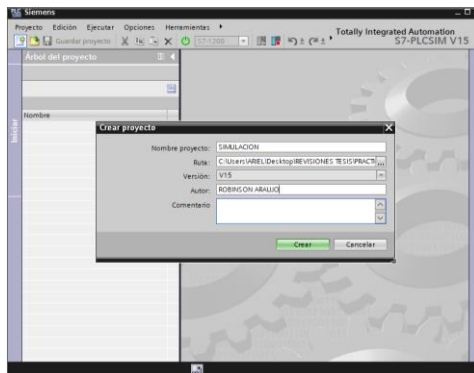 Siemens
Proyecto Edición Ejecutar Opciones Herramientas
Totally Integrated Automation
S7-PLCSIM V15
Guardar proyecto S7-1200
Árbol del proyecto
Nombre
Iniciar
Crear proyecto
Nombre proyecto: SIMULACION
Ruta: C:\Users\ARIEL\Desktop\REVISIONES TESIS\PRACTI ...
Versión: V15
Autor: ROBINSON ARAUJO
Comentario
Crear Cancelar